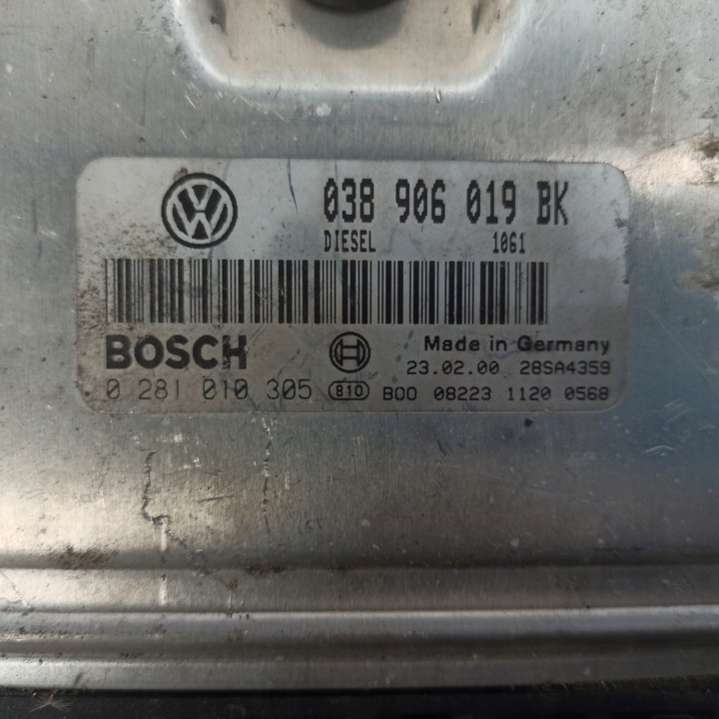 038 906 019 BK
DIESEL 1061
BOSCH
Made in Germany
23.02.00 28SA4359
0 281 010 305 810 B00 08223 1120 0568